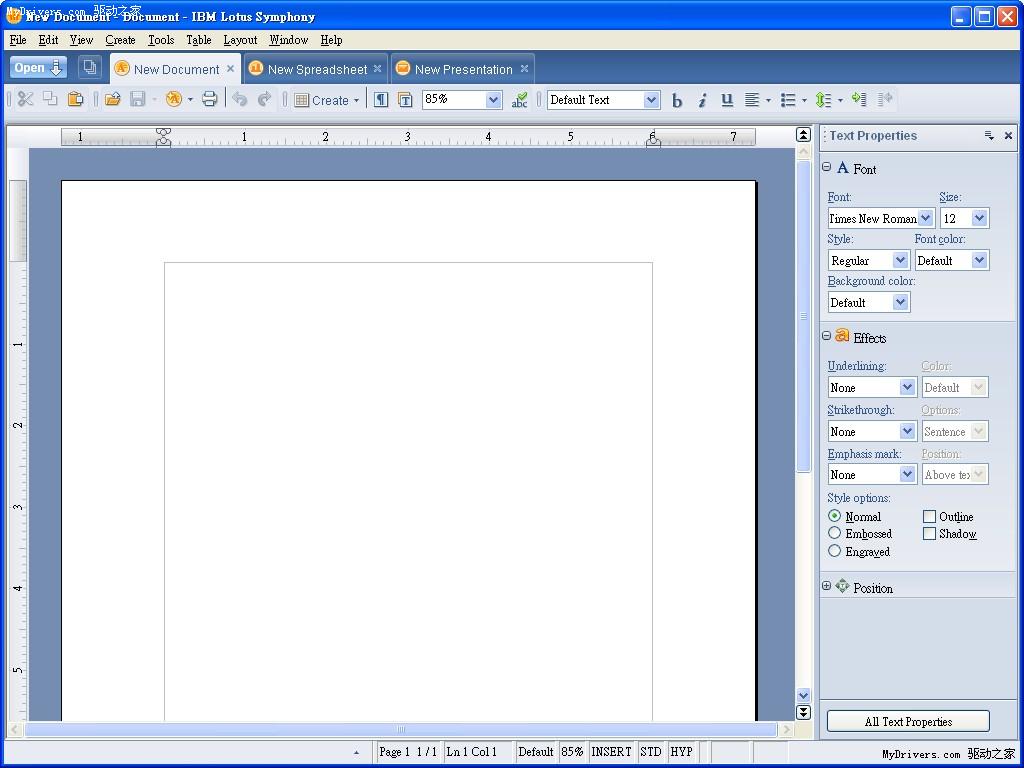 MyDrivers.com 驱动之家
New Document - Document - IBM Lotus Symphony
File Edit View Create Tools Table Layout Window Help
Open New Document New Spreadsheet New Presentation
Create 85% abc Default Text b i u
1 1 2 3 4 5 6 7
Text Properties
Font
Font: Size:
Times New Roman 12
Style: Font color:
Regular Default
Background color:
Default
Effects
Underlining: Color:
None Default
Strikethrough: Options:
None Sentence
Emphasis mark: Position:
None Above tex
Style options:
Normal Outline
Embossed Shadow
Engraved
Position
1
2
3
4
5
All Text Properties
Page 1 1 / 1 Ln 1 Col 1 Default 85% INSERT STD HYP
MyDrivers.com 驱动之家